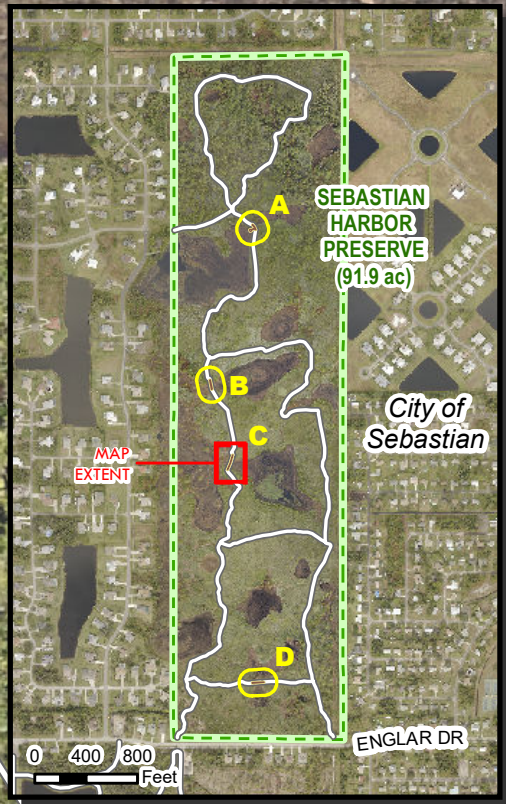 A
SEBASTIAN
HARBOR
PRESERVE
(91.9 ac)
B
City of
Sebastian
C
MAP
EXTENT
D
ENGLAR DR
0 400 800
Feet